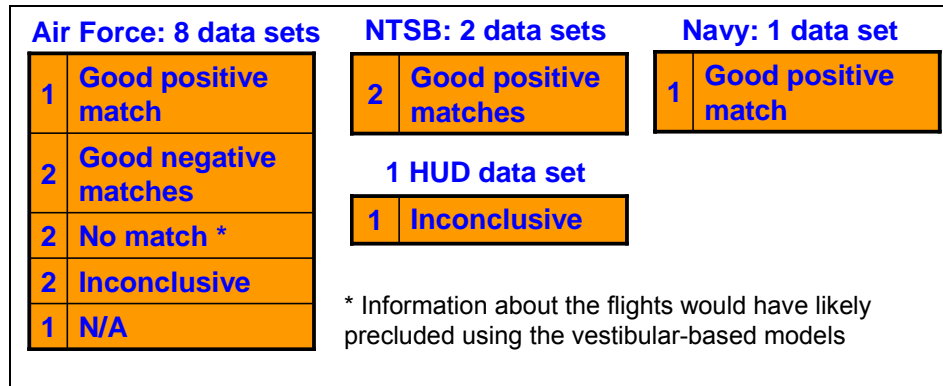 Air Force: 8 data sets
1 Good positive
match
2 Good negative
matches
2 No match *
2 Inconclusive
1 N/A
NTSB: 2 data sets
2 Good positive
matches
Navy: 1 data set
1 Good positive
match
1 HUD data set
1 Inconclusive
* Information about the flights would have likely
precluded using the vestibular-based models